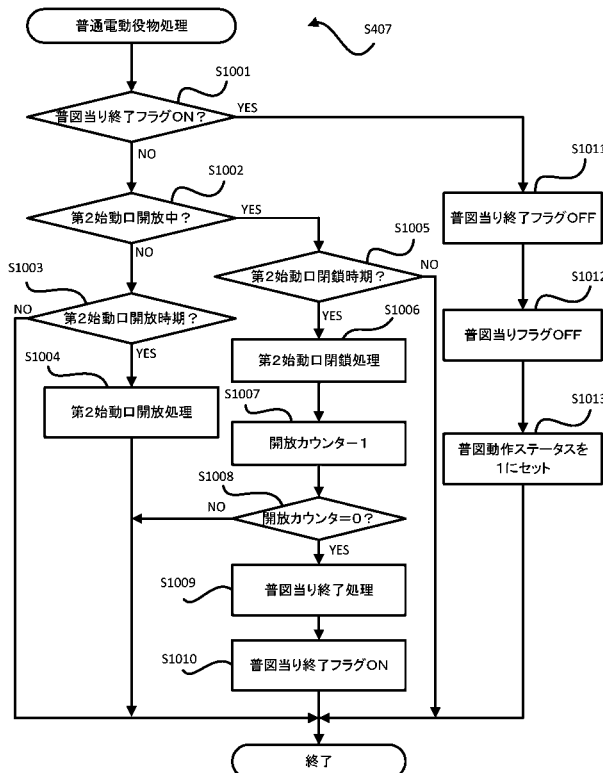 普通電動役物処理
S407
S1001
普図当り終了フラグON?
YES
NO
S1002
第2始動口開放中?
YES
NO
S1011
普図当り終了フラグOFF
S1005
第2始動口閉鎖時期?
NO
YES
S1003
NO
第2始動口開放時期?
YES
S1012
普図当りフラグOFF
S1006
第2始動口閉鎖処理
S1004
第2始動口開放処理
S1007
開放カウンタ-1
S1013
普図動作ステータスを
1にセット
S1008
NO
開放カウンタ=0?
YES
S1009
普図当り終了処理
S1010
普図当り終了フラグON
終了